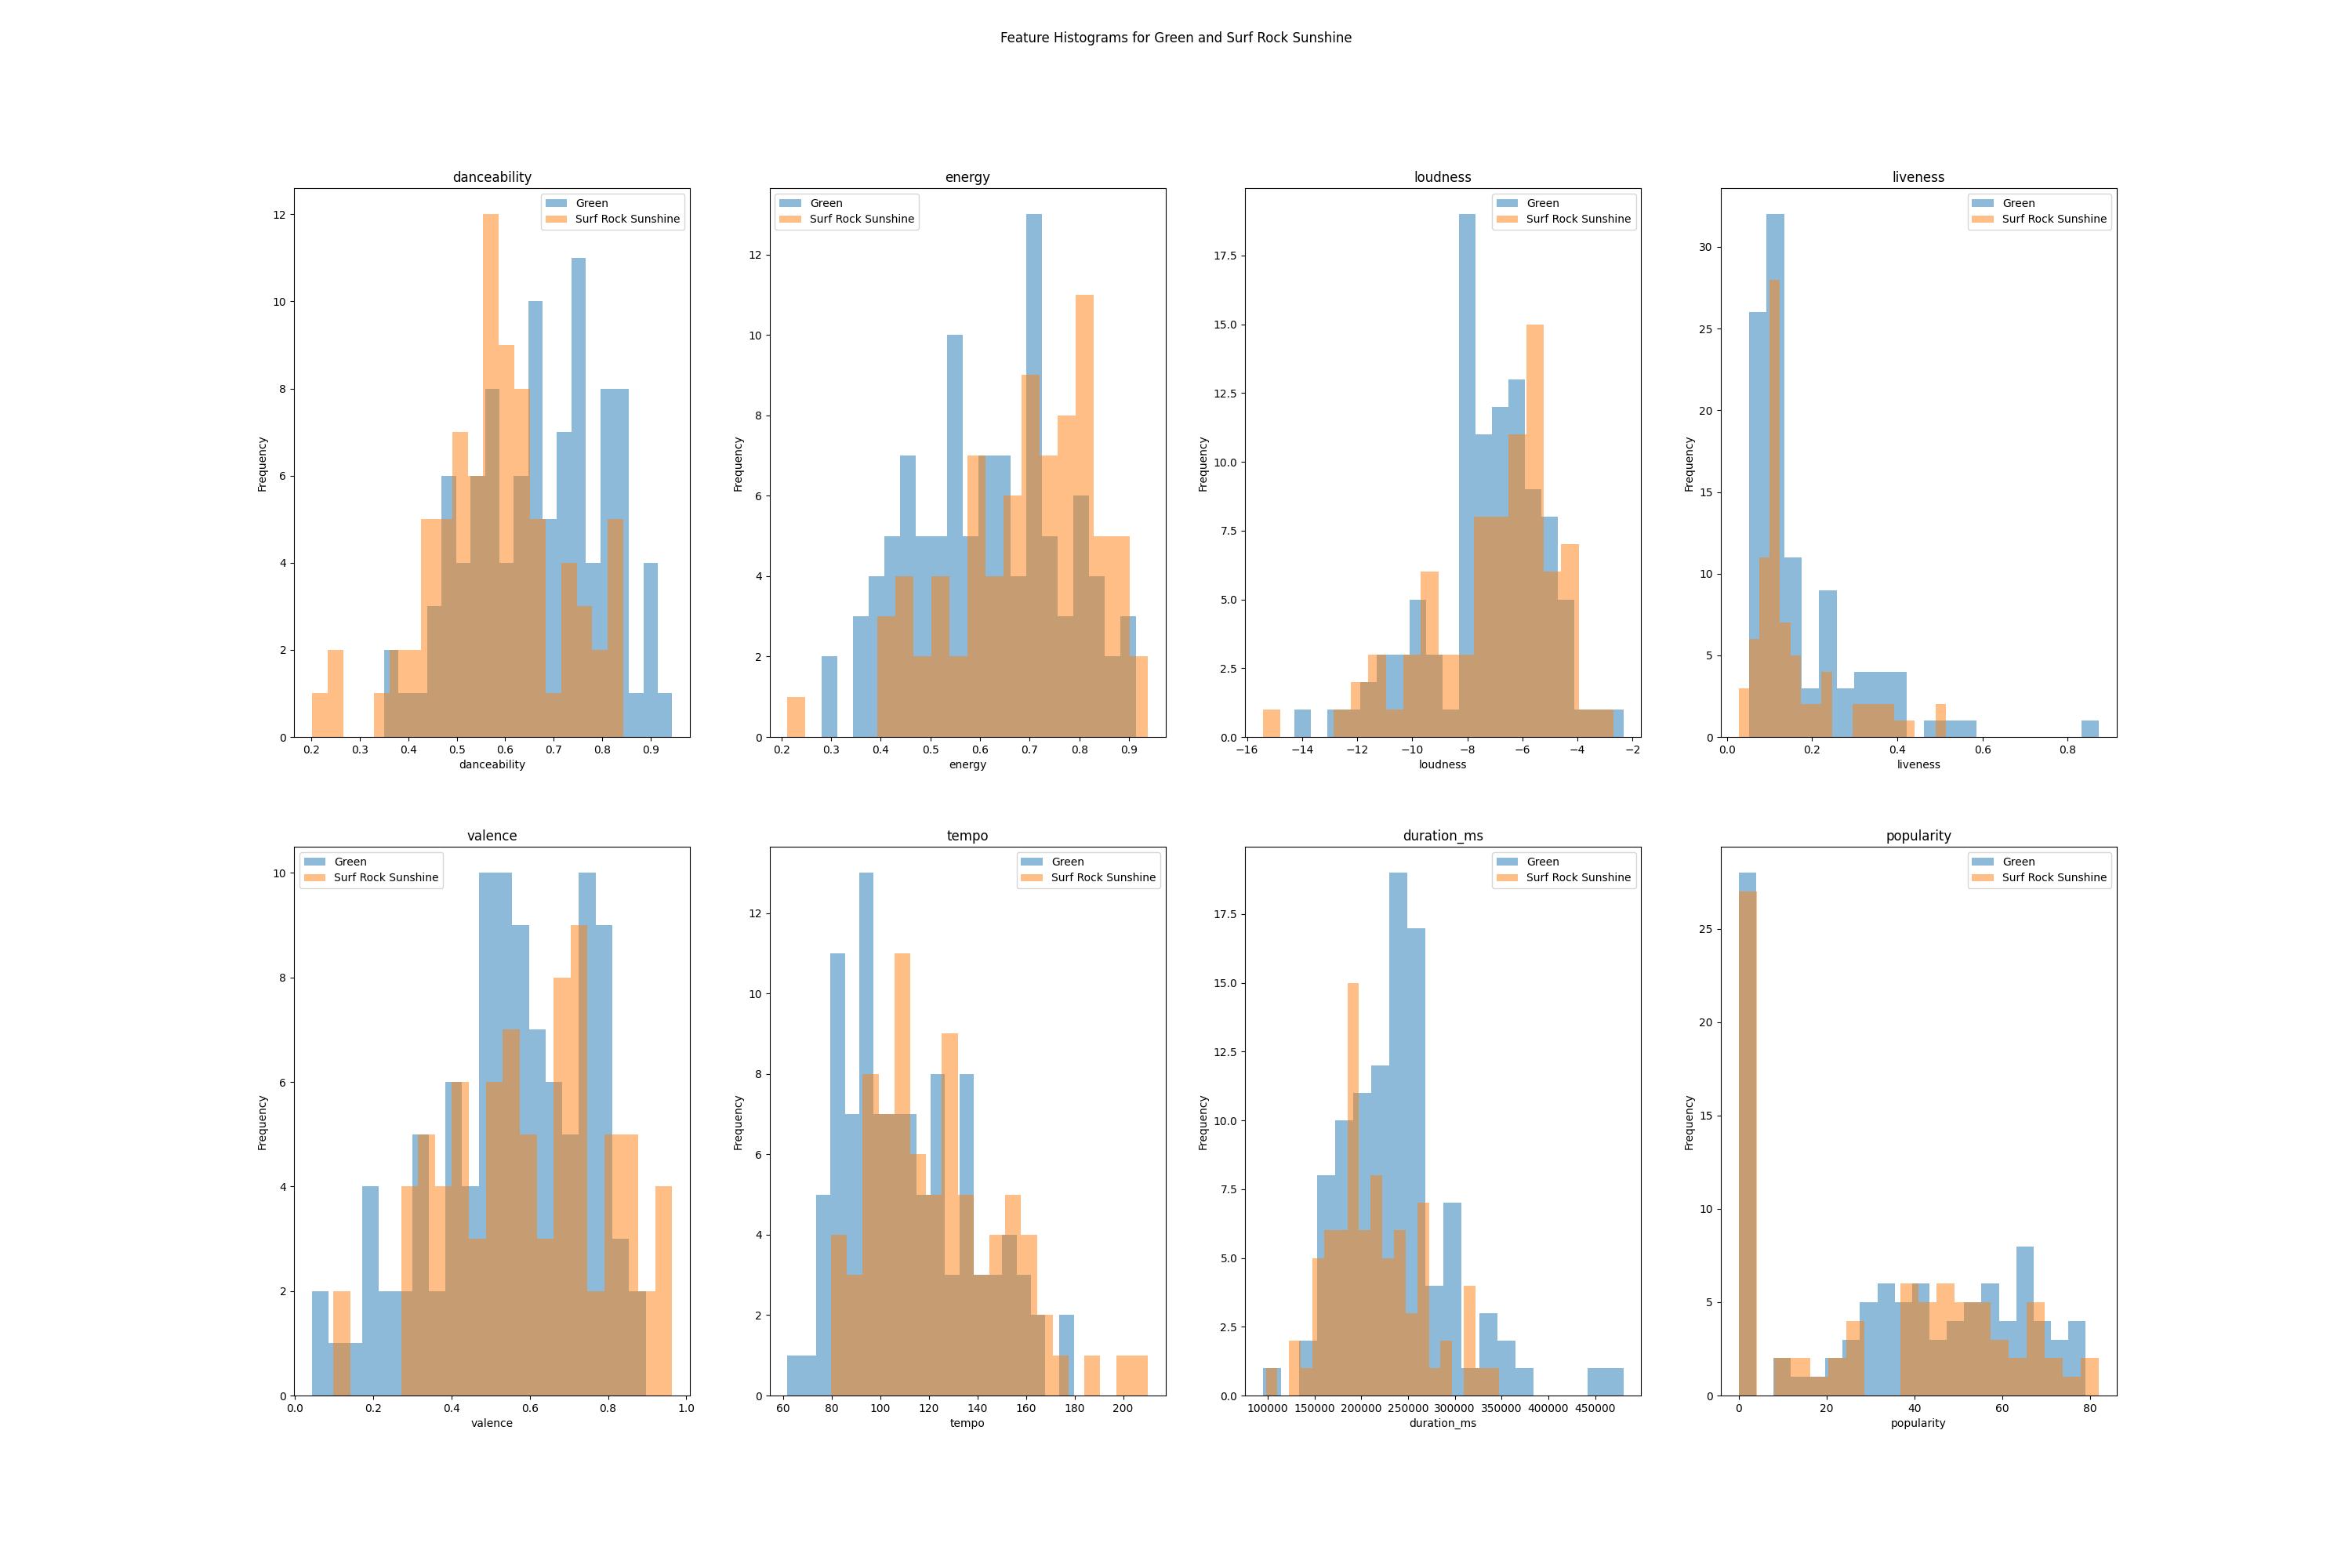 Feature Histograms for Green and Surf Rock Sunshine
danceability
Green
Surf Rock Sunshine
Frequency
12
10
8
6
4
2
0
0.2 0.3 0.4 0.5 0.6 0.7 0.8 0.9
danceability
energy
Green
Surf Rock Sunshine
Frequency
12
10
8
6
4
2
0
0.2 0.3 0.4 0.5 0.6 0.7 0.8 0.9
energy
loudness
Green
Surf Rock Sunshine
Frequency
17.5
15.0
12.5
10.0
7.5
5.0
2.5
0.0
−16 −14 −12 −10 −8 −6 −4 −2
loudness
liveness
Green
Surf Rock Sunshine
Frequency
30
25
20
15
10
5
0
0.0 0.2 0.4 0.6 0.8
liveness
valence
Green
Surf Rock Sunshine
Frequency
10
8
6
4
2
0
0.0 0.2 0.4 0.6 0.8 1.0
valence
tempo
Green
Surf Rock Sunshine
Frequency
12
10
8
6
4
2
0
60 80 100 120 140 160 180 200
tempo
duration_ms
Green
Surf Rock Sunshine
Frequency
17.5
15.0
12.5
10.0
7.5
5.0
2.5
0.0
100000 150000 200000 250000 300000 350000 400000 450000
duration_ms
popularity
Green
Surf Rock Sunshine
Frequency
25
20
15
10
5
0
0 20 40 60 80
popularity